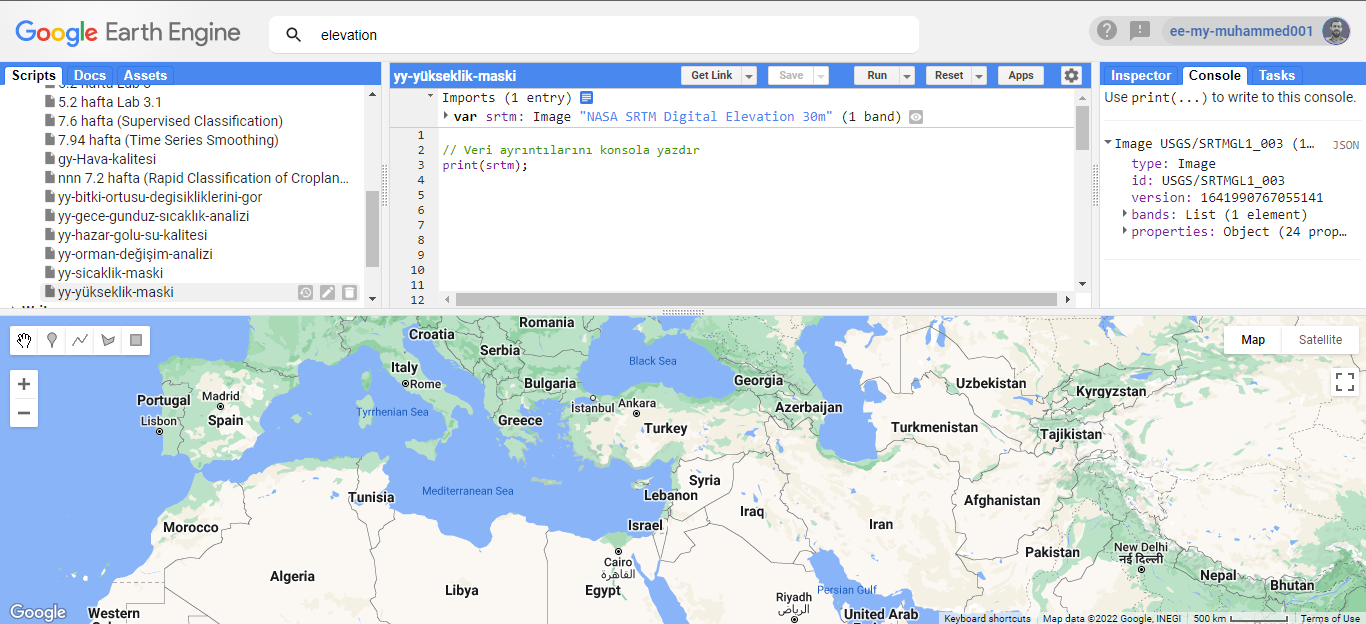 Google Earth Engine
elevation
ee-my-muhammed001
Scripts Docs Assets
5.2 hafta Lab 3
5.2 hafta Lab 3.1
7.6 hafta (Supervised Classification)
7.94 hafta (Time Series Smoothing)
gy-Hava-kalitesi
nnn 7.2 hafta (Rapid Classification of Croplan...
yy-bitki-ortusu-degisikliklerini-gor
yy-gece-gunduz-sıcaklık-analizi
yy-hazar-golu-su-kalitesi
yy-orman-değişim-analizi
yy-sicaklik-maski
yy-yükseklik-maski
yy-yükseklik-maski
Get Link Save Run Reset Apps
Imports (1 entry)
var srtm: Image "NASA SRTM Digital Elevation 30m" (1 band)
1
2 // Veri ayrıntılarını konsola yazdır
3 print(srtm);
4
5
6
7
8
9
10
11
12
Inspector Console Tasks
Use print(...) to write to this console.
Image USGS/SRTMGL1_003 (1... JSON
type: Image
id: USGS/SRTMGL1_003
version: 1641990767055141
bands: List (1 element)
properties: Object (24 prop...
Map Satellite
Romania
Croatia
Serbia
Italy
Rome
Black Sea
Bulgaria
Georgia
Uzbekistan
Kyrgyzstan
Portugal
Madrid
Lisbon
Spain
Tyrrhenian Sea
Greece
İstanbul
Ankara
Turkey
Azerbaijan
Turkmenistan
Tajikistan
Tunisia
Mediterranean Sea
Syria
Lebanon
Iraq
Israel
Iran
Afghanistan
Morocco
Algeria
Libya
Cairo
القاهرة
Egypt
Pakistan
New Delhi
नई दिल्ली
Nepal
Bhutan
Persian Gulf
Riyadh
الرياض
United Arab
Western
Google
Keyboard shortcuts Map data ©2022 Google, INEGI 500 km Terms of Use